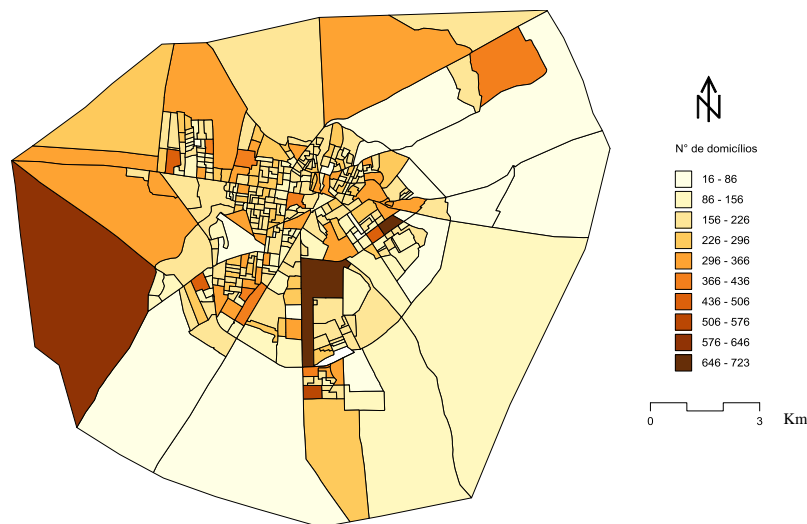 N
N° de domicílios
16 - 86
86 - 156
156 - 226
226 - 296
296 - 366
366 - 436
436 - 506
506 - 576
576 - 646
646 - 723
0 3 Km